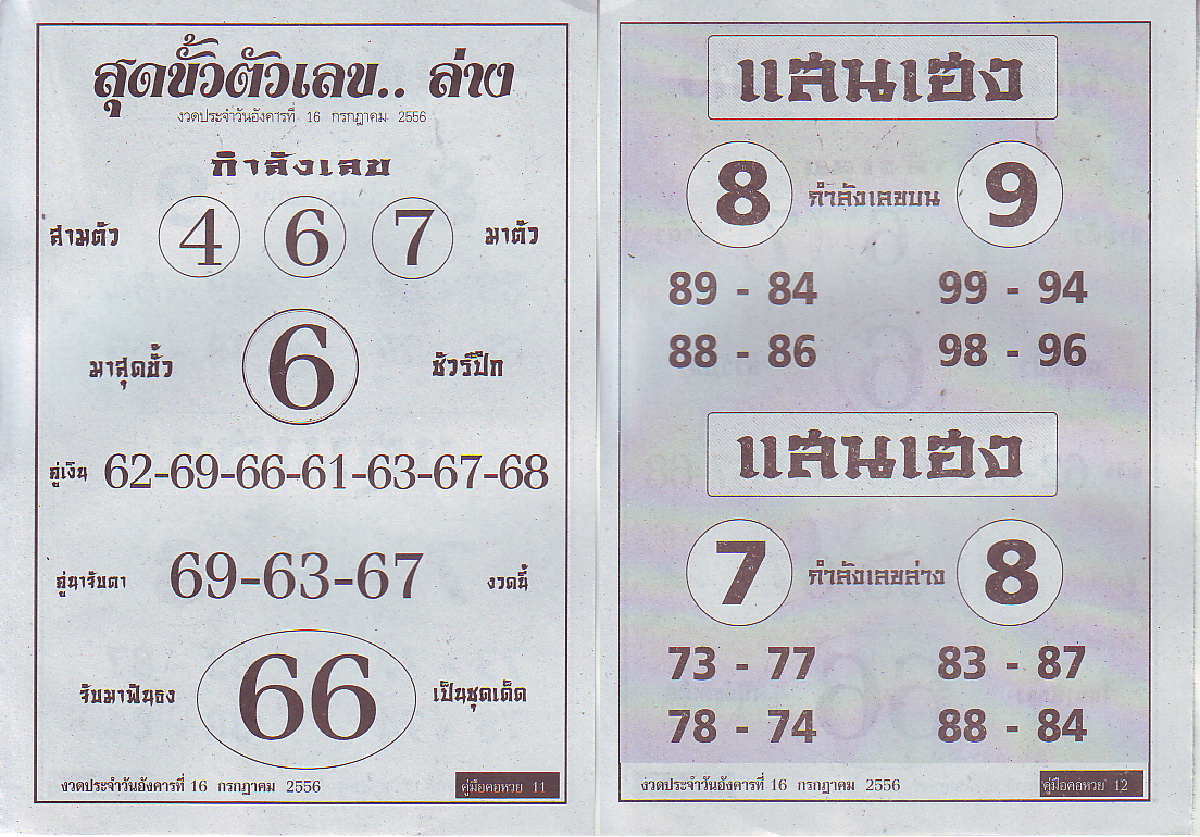 สุดขั้วตัวเลข.. ล่าง
งวดประจำวันอังคารที่ 16 กรกฎาคม 2556
กำลังเลข
สามตัว 4 6 7 มาตัว
มาสุดขั้ว 6 ชัวร์ปึก
คู่เงิน 62-69-66-61-63-67-68
คู่นารันตา 69-63-67 งวดนี้
รับมาฟันธง 66 เป็นชุดเด็ด
งวดประจำวันอังคารที่ 16 กรกฎาคม 2556
คู่มือคอหวย 11
แสนเฮง
8 กำลังเลขบน 9
89 - 84 99 - 94
88 - 86 98 - 96
แสนเฮง
7 กำลังเลขล่าง 8
73 - 77 83 - 87
78 - 74 88 - 84
งวดประจำวันอังคารที่ 16 กรกฎาคม 2556
คู่มือคอหวย 12